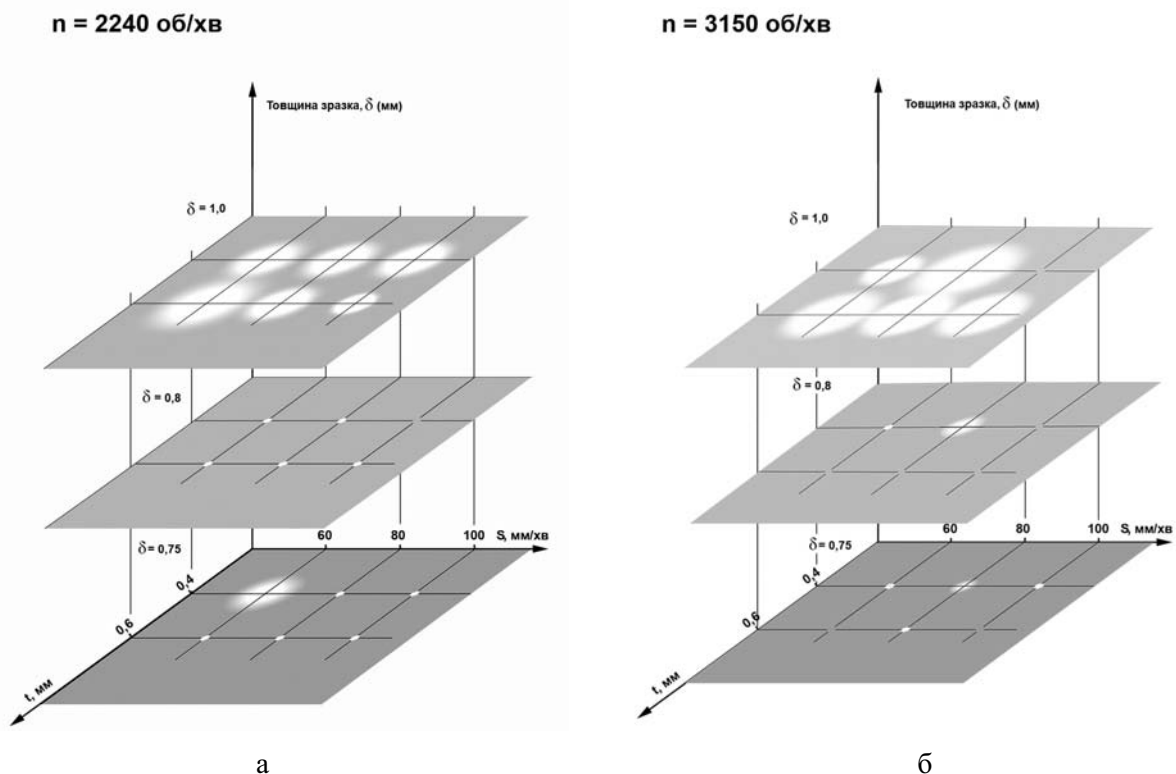 n = 2240 об/хв
Товщина зразка, δ (мм)
δ = 1,0
δ = 0,8
δ = 0,75
60
80
100
S, мм/хв
0,4
0,6
t, мм
а
n = 3150 об/хв
Товщина зразка, δ (мм)
δ = 1,0
δ = 0,8
δ = 0,75
60
80
100
S, мм/хв
0,4
0,6
t, мм
б